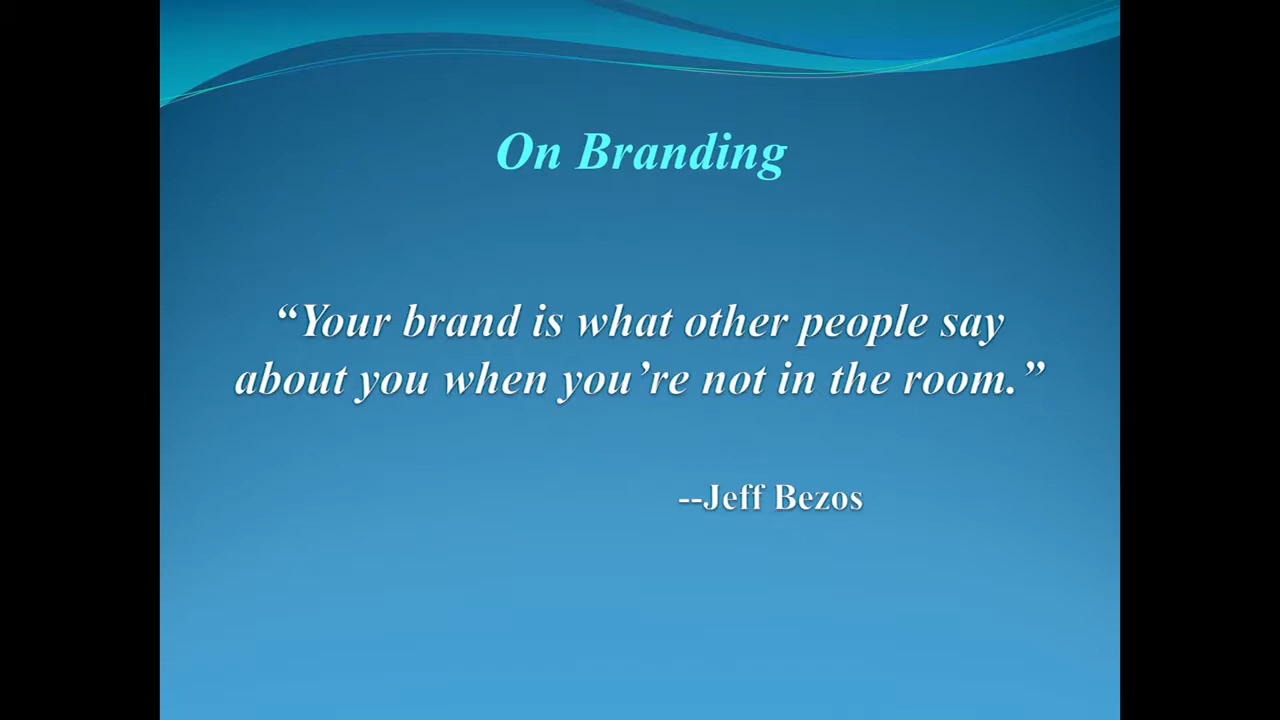 On Branding
“Your brand is what other people say
about you when you’re not in the room.”
--Jeff Bezos